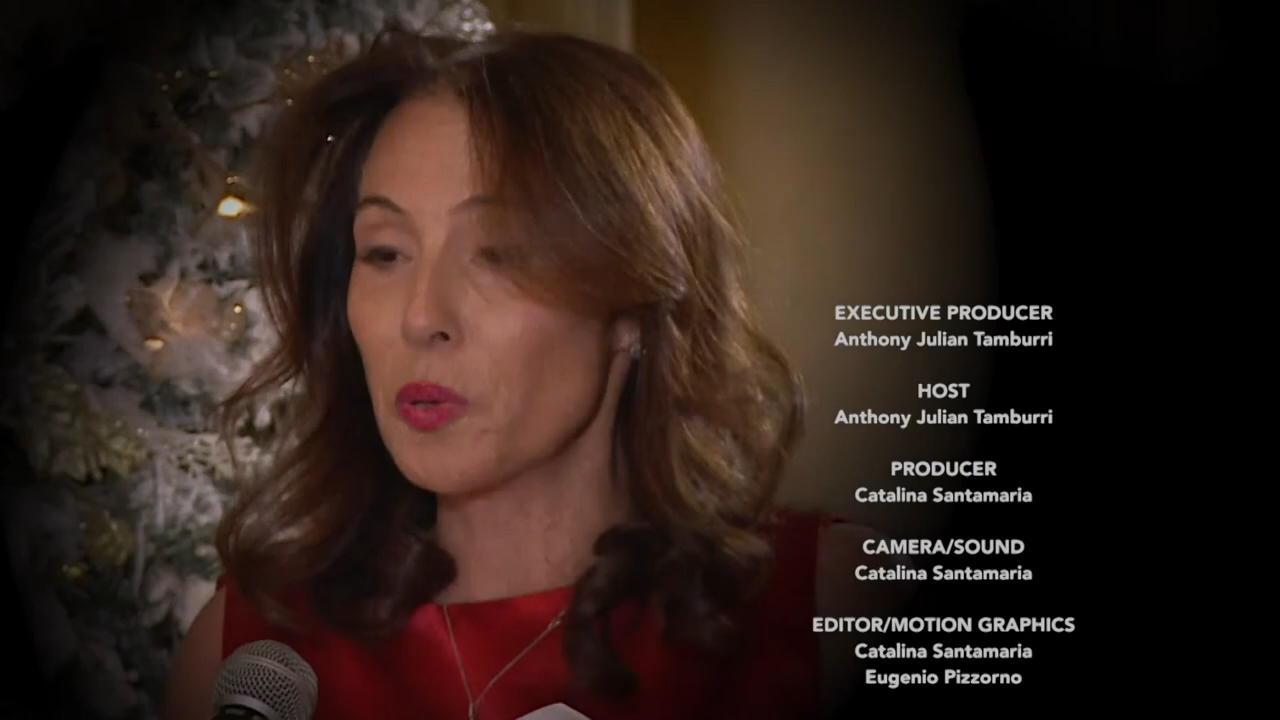 EXECUTIVE PRODUCER
Anthony Julian Tamburri
HOST
Anthony Julian Tamburri
PRODUCER
Catalina Santamaria
CAMERA/SOUND
Catalina Santamaria
EDITOR/MOTION GRAPHICS
Catalina Santamaria
Eugenio Pizzorno